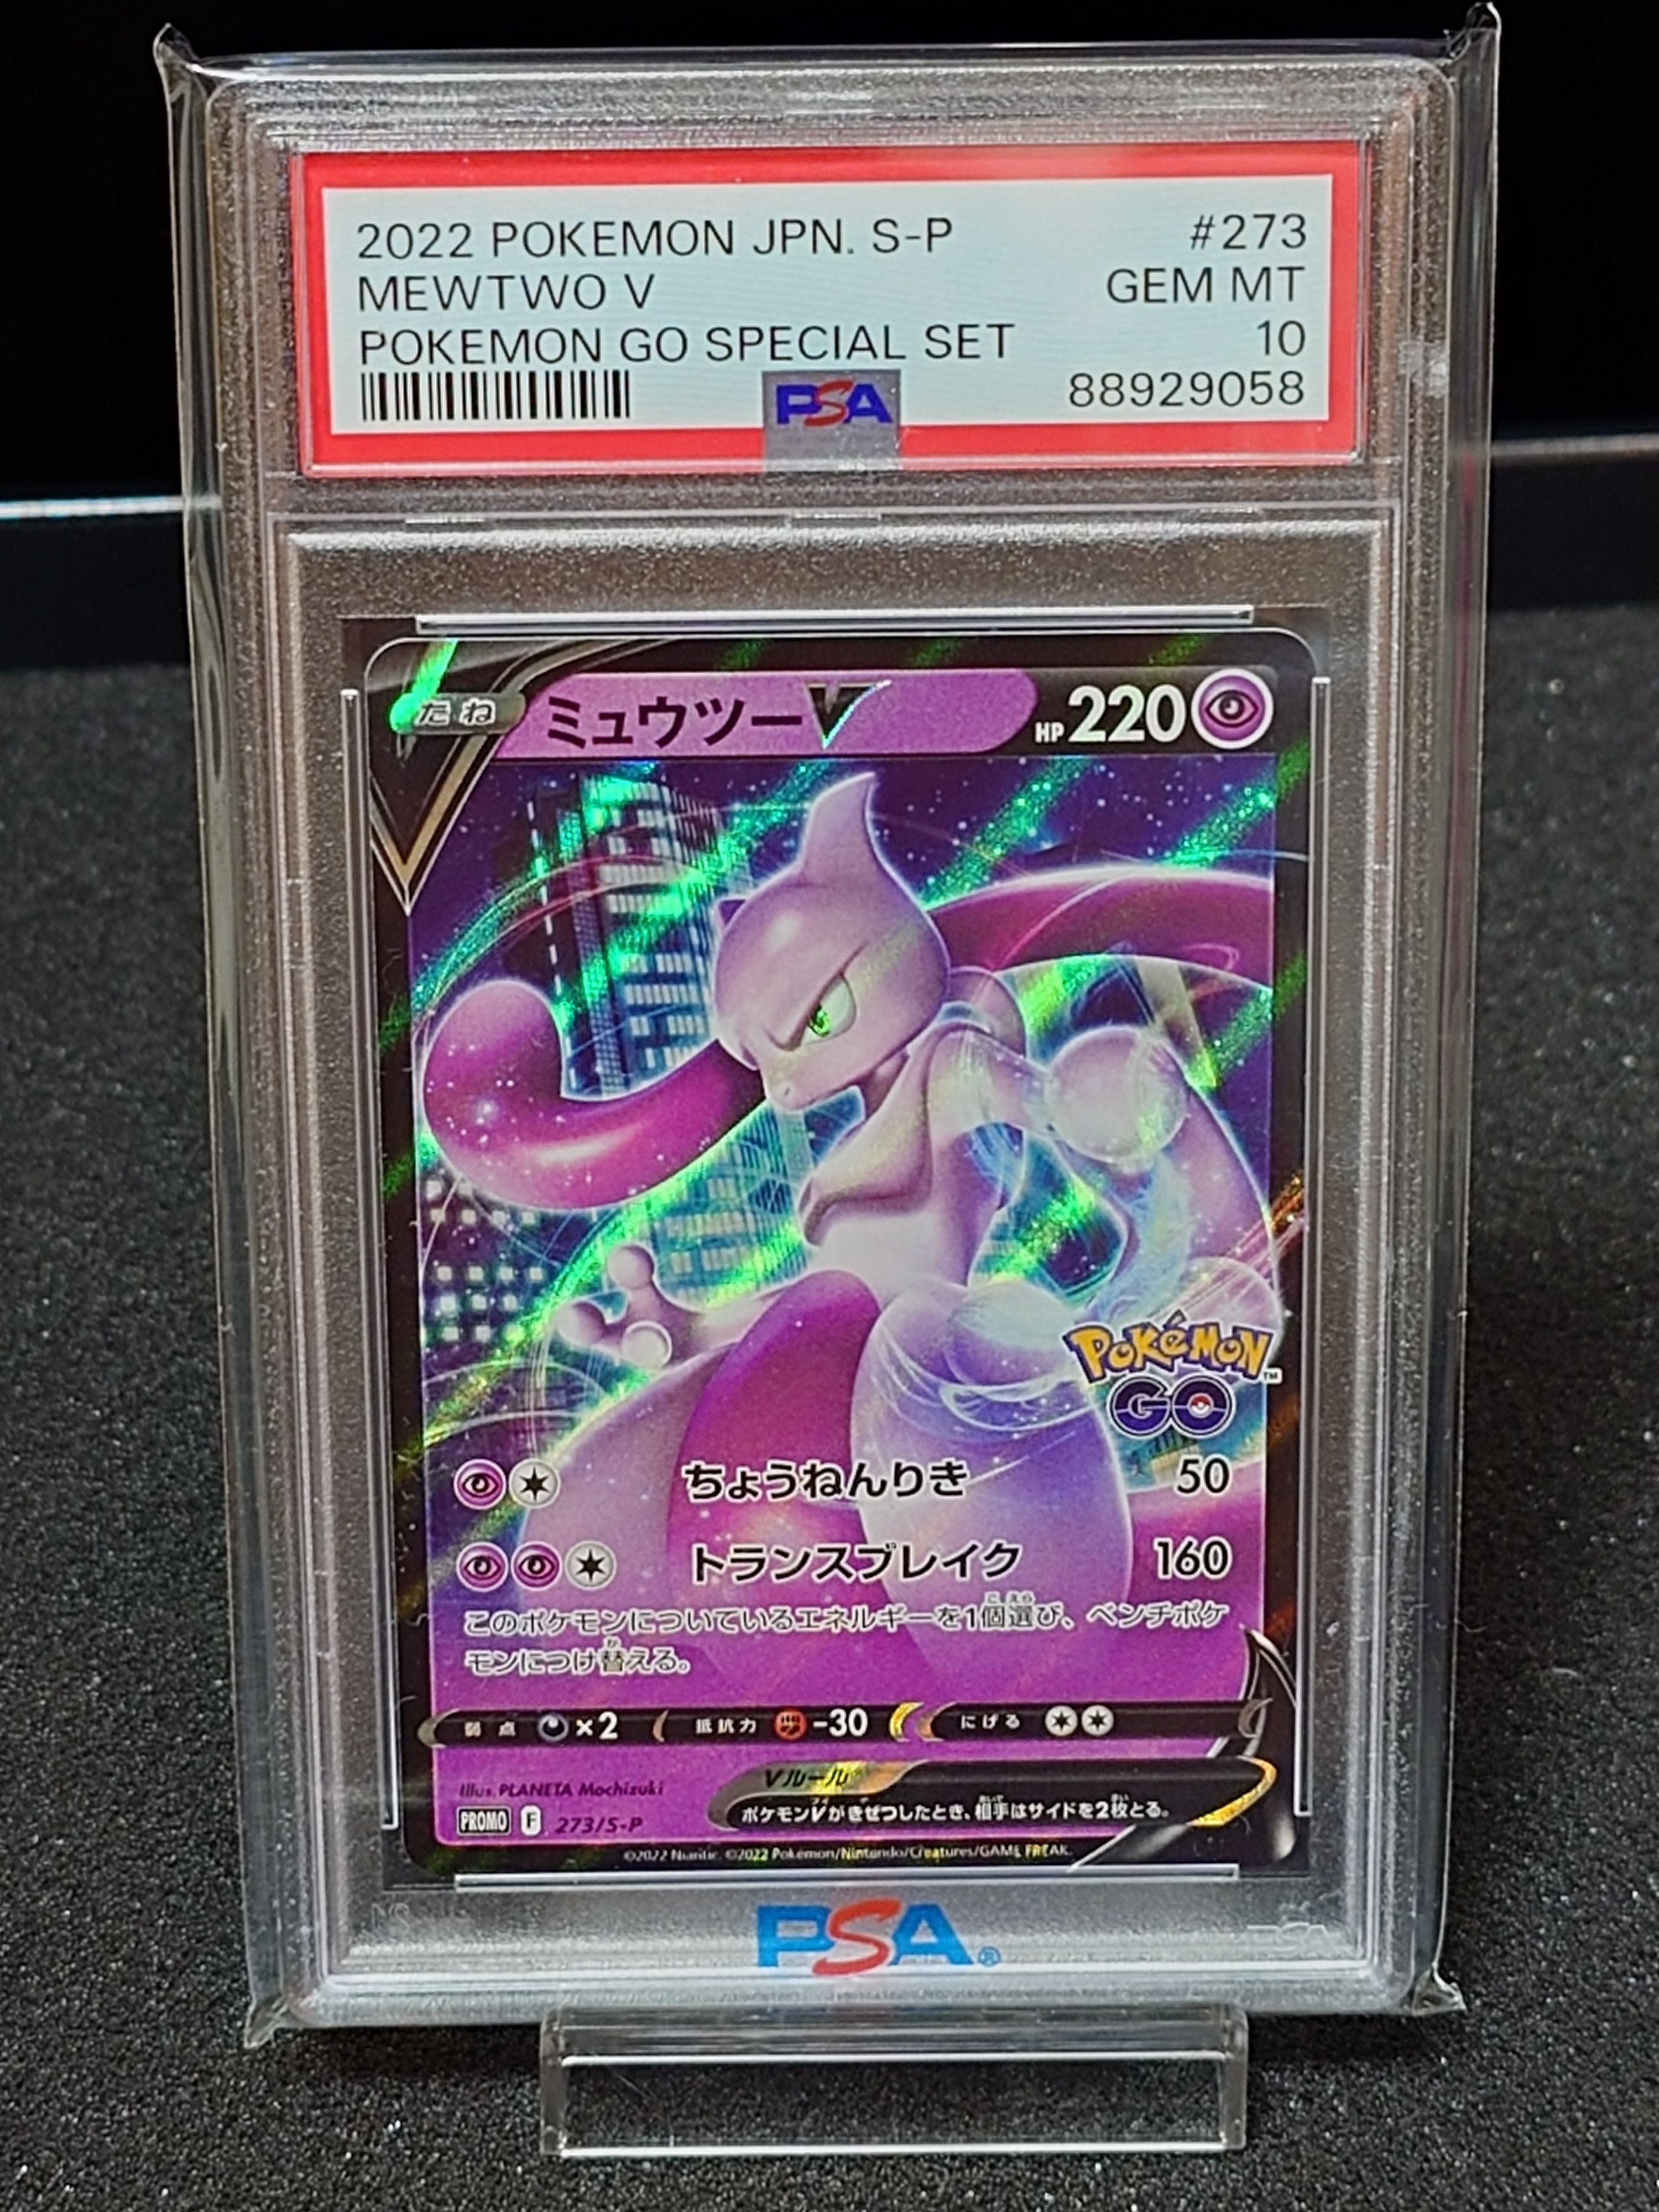 2022 POKEMON JPN. S-P #273
MEWTWO V GEM MT
POKEMON GO SPECIAL SET 10
PSA 88929058
たね ミュウツーV HP 220
POKéMON™
GO
ちょうねんりき 50
トランスブレイク 160
このポケモンについているエネルギーを1個選び、ベンチポケ
モンにつけ替える。
弱点 ×2 抵抗力 -30 にげる
Illus. PLANETA Mochizuki Vルール
PROMO F 273/S-P ポケモンVがきぜつしたとき、相手はサイドを2枚とる。
©2022 Niantic. ©2022 Pokémon/Nintendo/Creatures/GAME FREAK.
PSA®